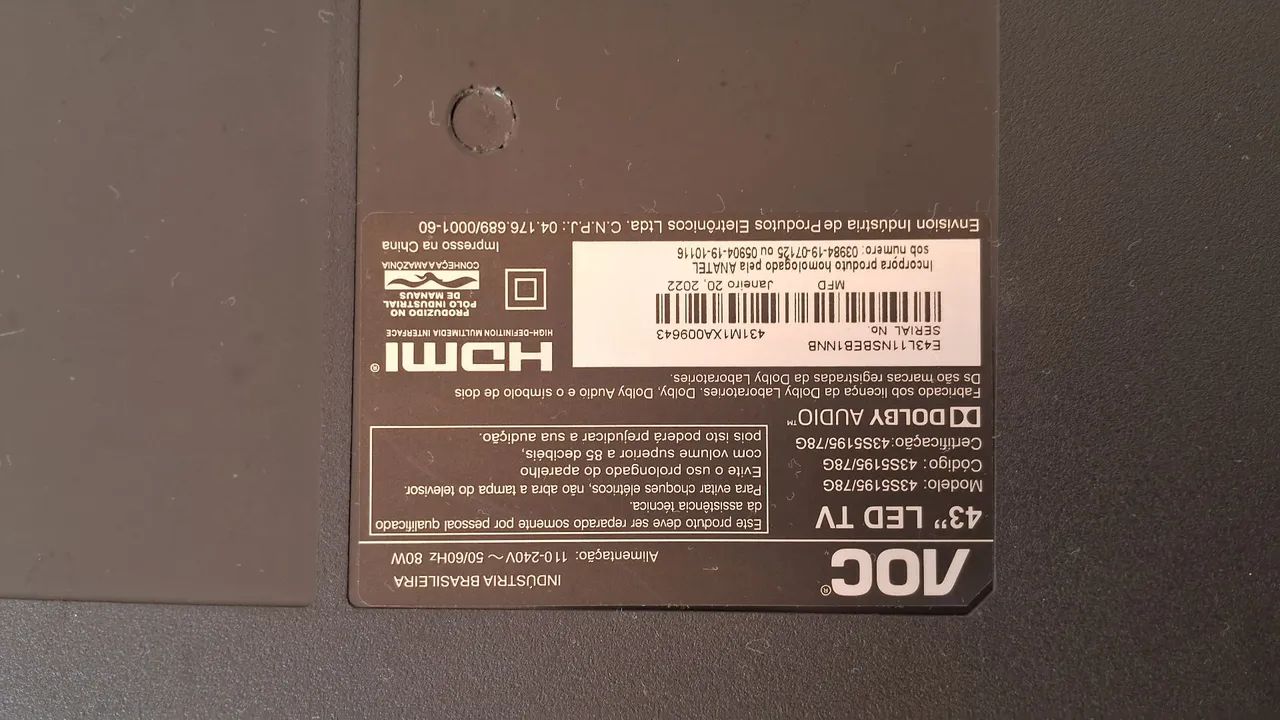 AOC®
INDÚSTRIA BRASILEIRA
Alimentação: 110-240V ~ 50/60Hz 80W
43” LED TV
Modelo: 43S5195/78G
Código: 43S5195/78G
Certificação:43S5195/78G
DOLBY AUDIO™
Este produto deve ser reparado somente por pessoal qualificado
da assistência técnica.
Para evitar choques elétricos, não abra a tampa do televisor.
Evite o uso prolongado do aparelho
com volume superior a 85 decibéis,
pois isto poderá prejudicar a sua audição.
Fabricado sob licença da Dolby Laboratories. Dolby, Dolby Audio e o símbolo de dois
Ds são marcas registradas da Dolby Laboratories.
E43L11NSBEB1NNB
SERIAL No.
431M1XA009643
MFD Janeiro 20, 2022
Incorpora produto homologado pela ANATEL
sob número: 03984-19-07125 ou 05904-19-10116
HDMI®
HIGH-DEFINITION MULTIMEDIA INTERFACE
PRODUZIDO NO
PÓLO INDUSTRIAL
DE MANAUS
CONHEÇA A AMAZÔNIA
Impresso na China
Envision Indústria de Produtos Eletrônicos Ltda. C.N.P.J.: 04.176.689/0001-60